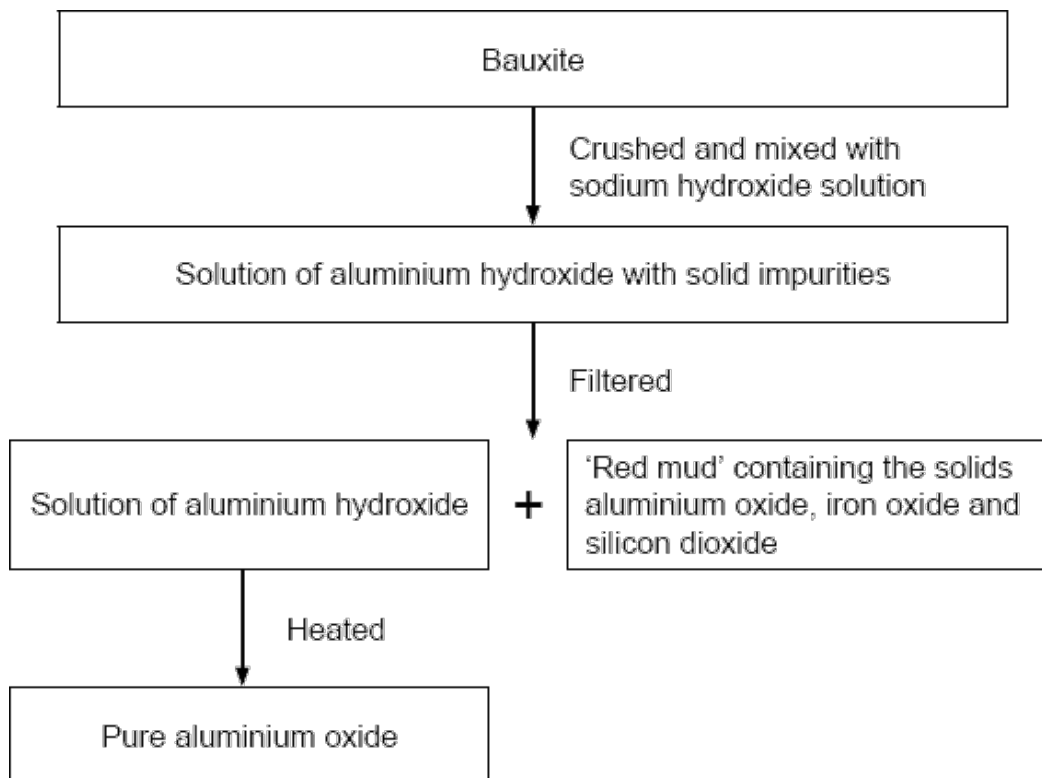 Bauxite
Crushed and mixed with
sodium hydroxide solution
Solution of aluminium hydroxide with solid impurities
Filtered
Solution of aluminium hydroxide
+
‘Red mud’ containing the solids
aluminium oxide, iron oxide and
silicon dioxide
Heated
Pure aluminium oxide